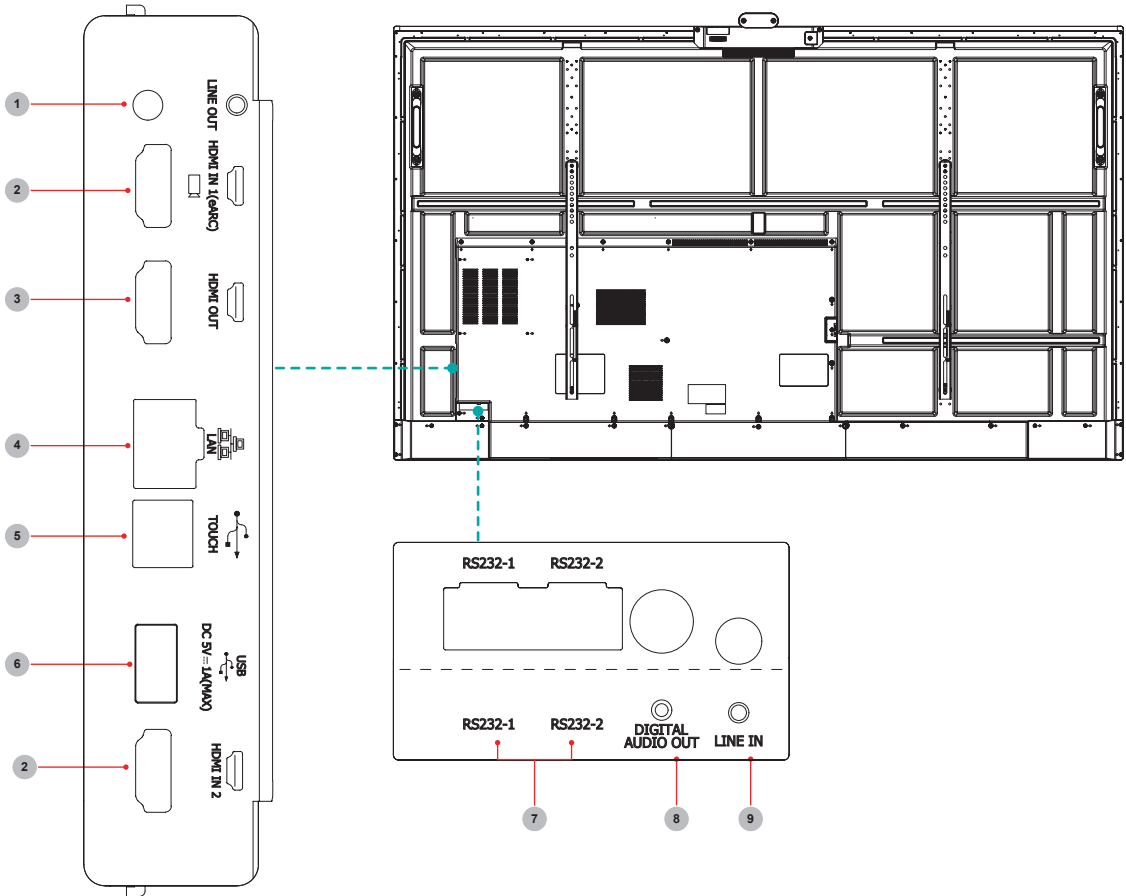 1
LINE OUT
2
HDMI IN 1(eARC)
3
HDMI OUT
4
LAN
5
TOUCH
6
USB
DC 5V⎓1A(MAX)
2
HDMI IN 2
RS232-1 RS232-2
RS232-1 RS232-2
DIGITAL
AUDIO OUT
LINE IN
7
8
9